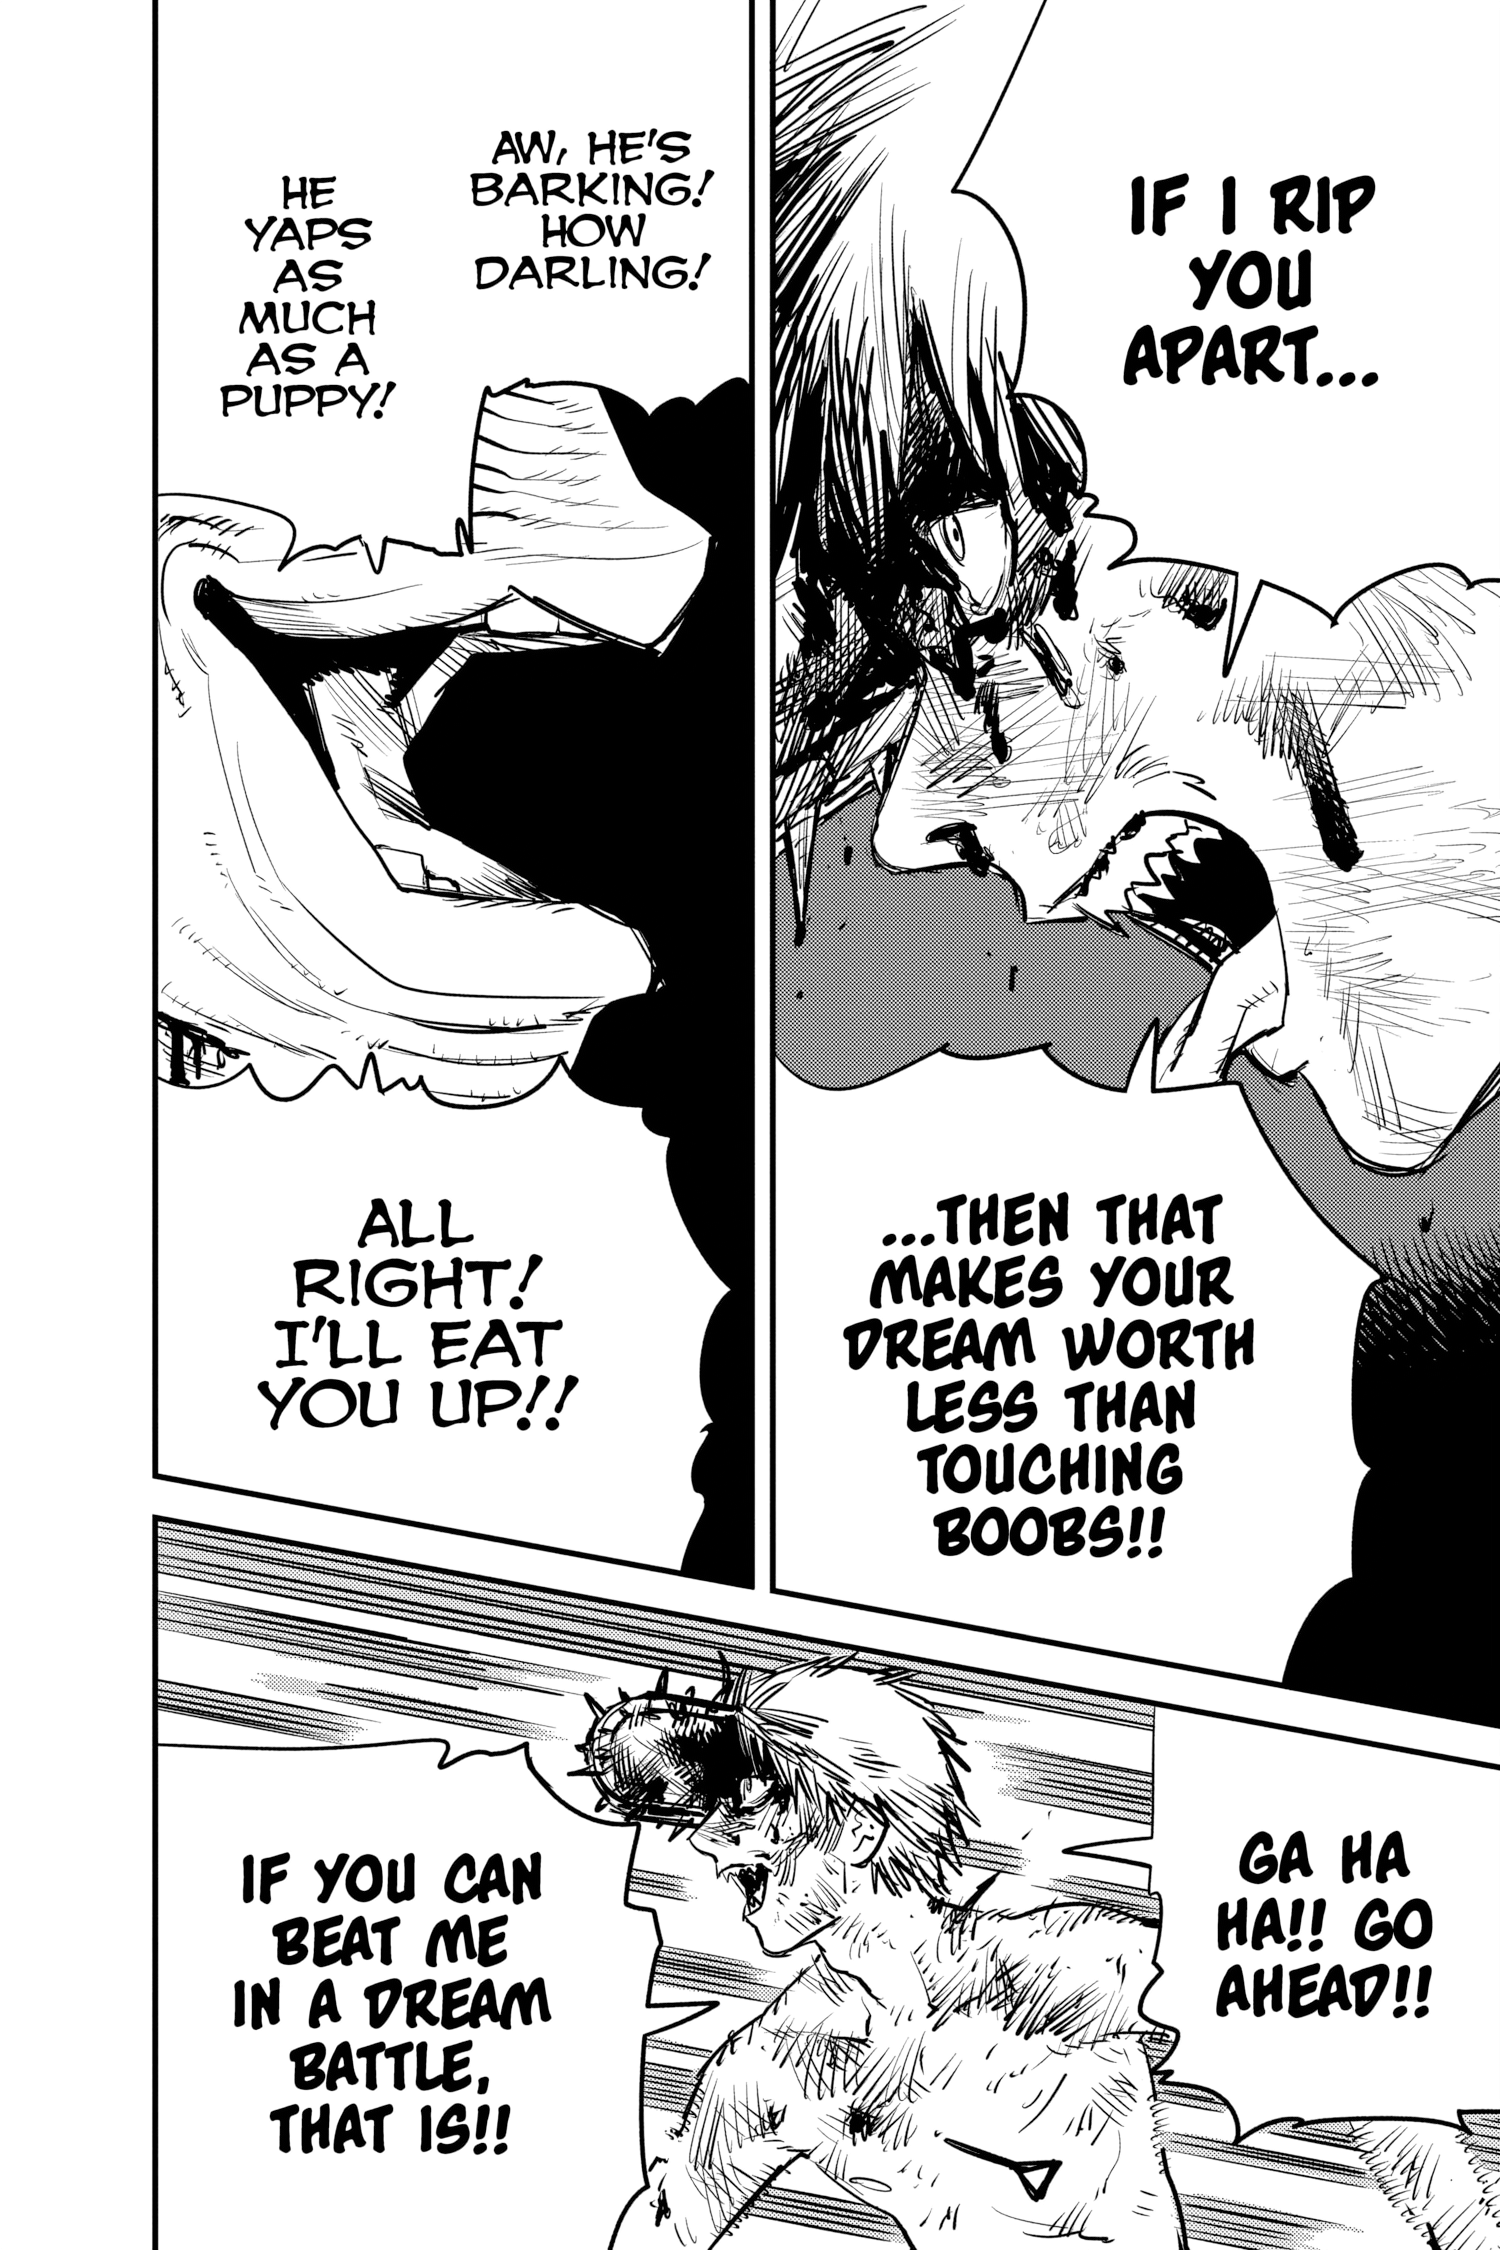 IF I RIP
YOU
APART...
...THEN THAT
MAKES YOUR
DREAM WORTH
LESS THAN
TOUCHING
BOOBS!!
AW, HE'S
BARKING!
HOW
DARLING!
HE
YAPS
AS
MUCH
AS A
PUPPY!
ALL
RIGHT!
I'LL EAT
YOU UP!!
GA HA
HA!! GO
AHEAD!!
IF YOU CAN
BEAT ME
IN A DREAM
BATTLE,
THAT IS!!